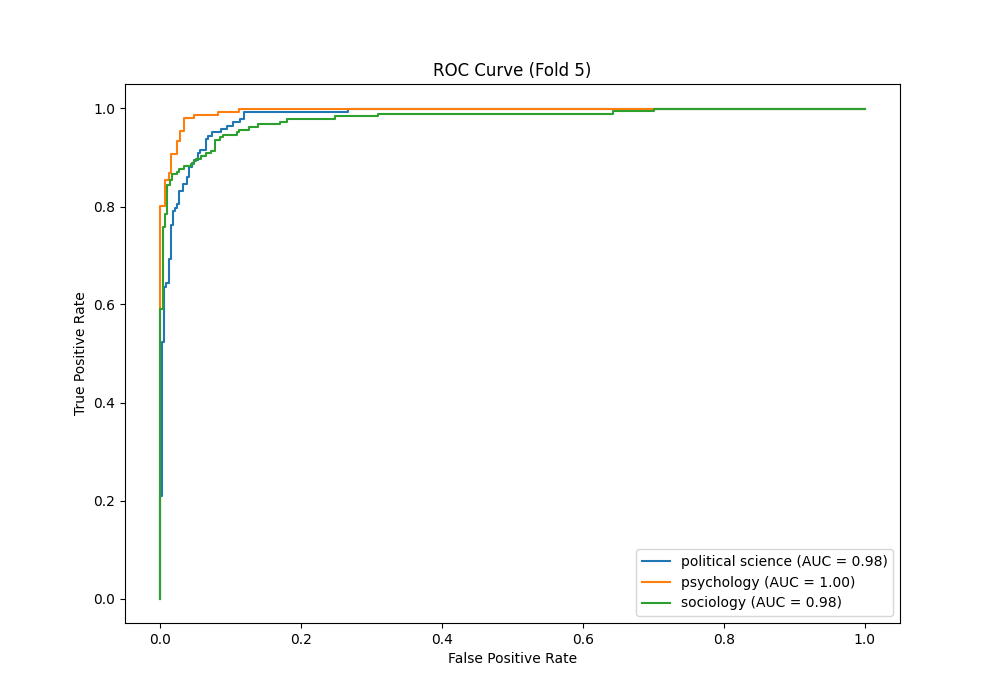 ROC Curve (Fold 5)
True Positive Rate
1.0
0.8
0.6
0.4
0.2
0.0
political science (AUC = 0.98)
psychology (AUC = 1.00)
sociology (AUC = 0.98)
0.0 0.2 0.4 0.6 0.8 1.0
False Positive Rate